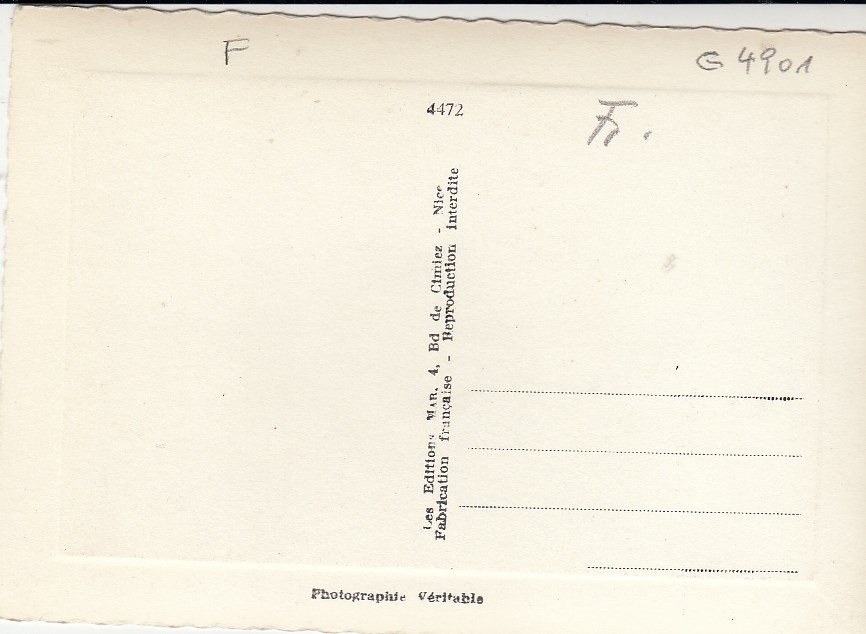 F
G 4901
4472
Fr.
Les Editions MAR, 4, Bd de Cimiez - Nice
Fabrication française - Reproduction interdite
Photographie Véritable